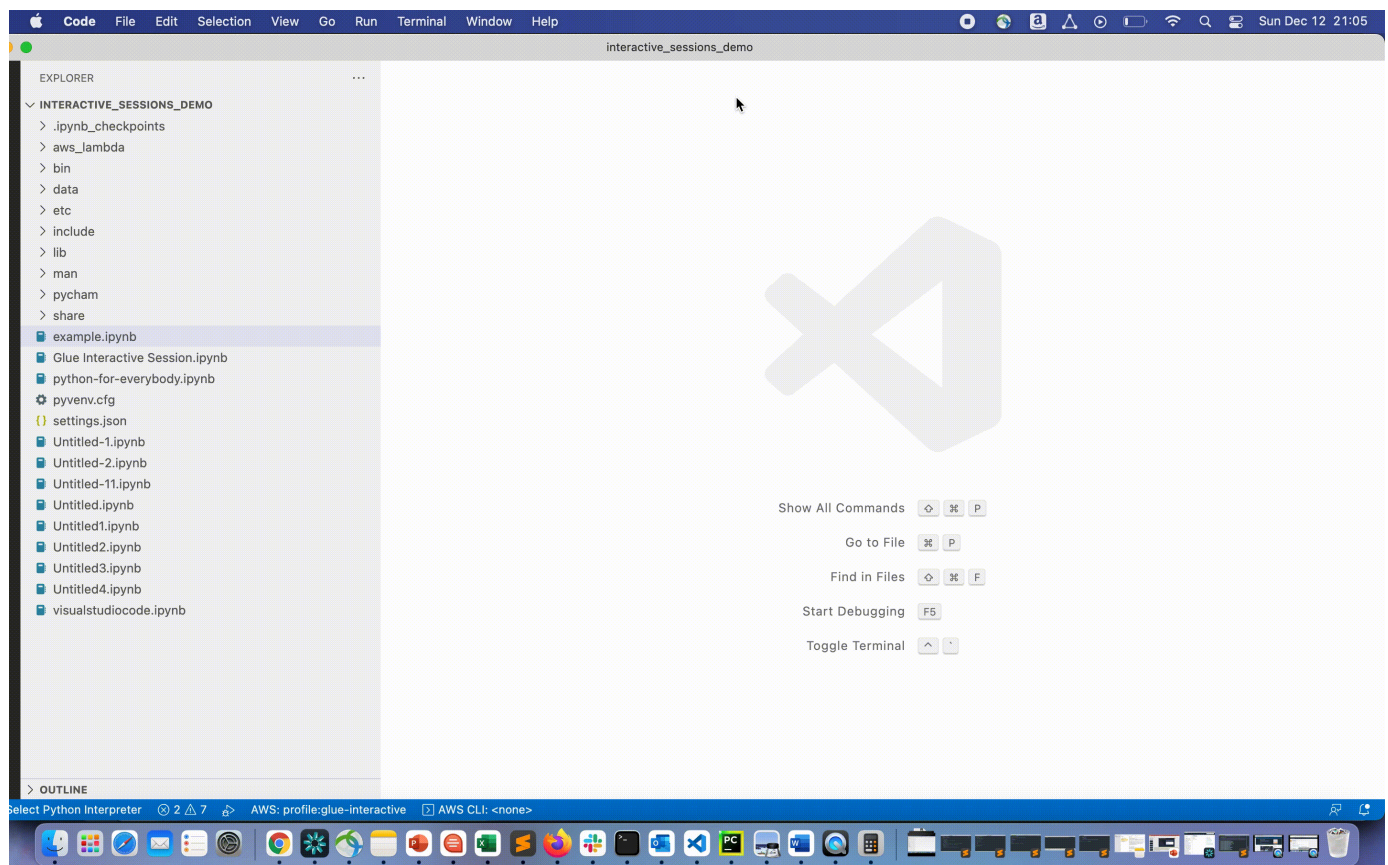 Code File Edit Selection View Go Run Terminal Window Help a Sun Dec 12 21:05
interactive_sessions_demo
EXPLORER ...
INTERACTIVE_SESSIONS_DEMO
.ipynb_checkpoints
aws_lambda
bin
data
etc
include
lib
man
pycham
share
example.ipynb
Glue Interactive Session.ipynb
python-for-everybody.ipynb
pyvenv.cfg
{} settings.json
Untitled-1.ipynb
Untitled-2.ipynb
Untitled-11.ipynb
Untitled.ipynb
Untitled1.ipynb
Untitled2.ipynb
Untitled3.ipynb
Untitled4.ipynb
visualstudiocode.ipynb
Show All Commands ⇧ ⌘ P
Go to File ⌘ P
Find in Files ⇧ ⌘ F
Start Debugging F5
Toggle Terminal ^ `
OUTLINE
Select Python Interpreter 2 7 AWS: profile:glue-interactive AWS CLI: <none>
P X S >_ o PC W